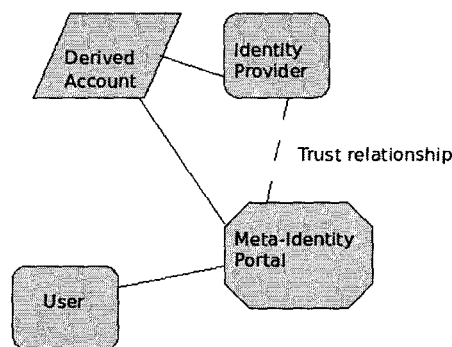 Derived
Account
Identity
Provider
Trust relationship
Meta-Identity
Portal
User